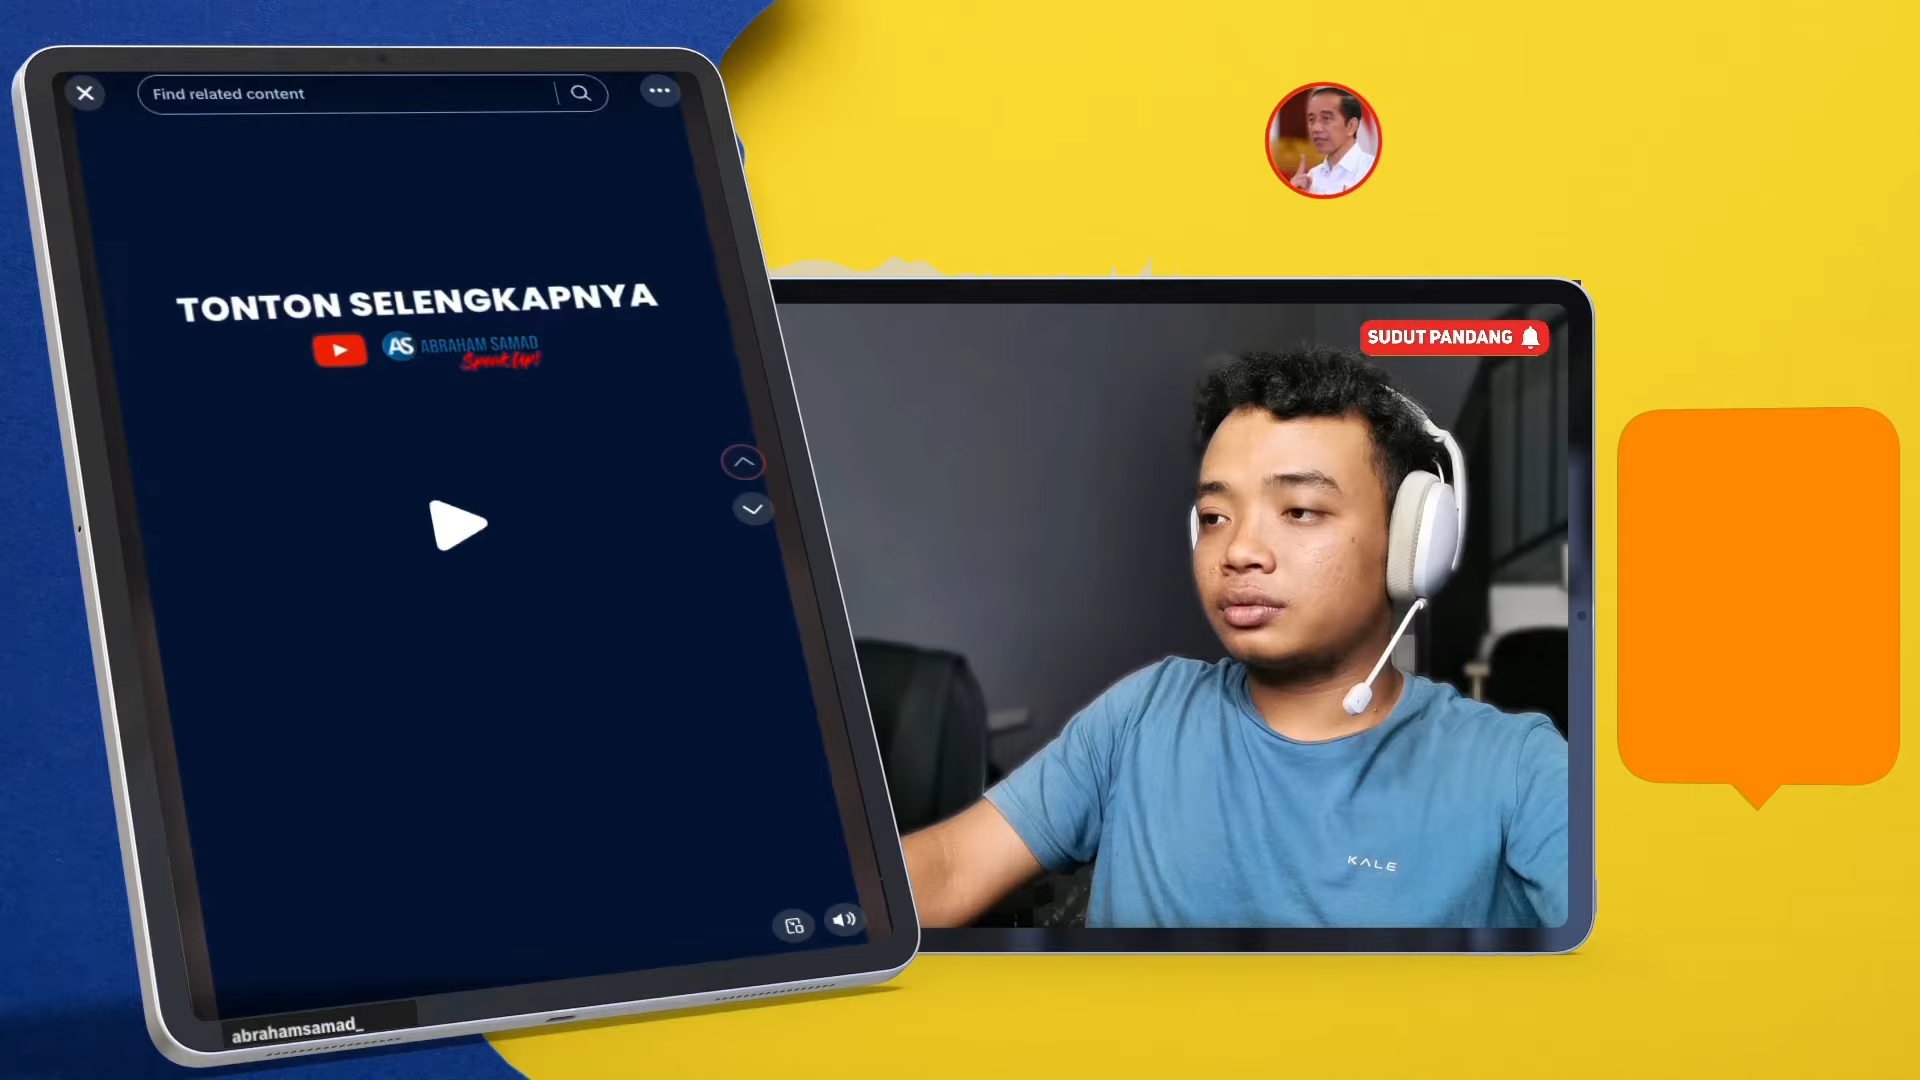 Find related content
TONTON SELENGKAPNYA
AS ABRAHAM SAMAD
Speak Up!
abrahamsamad_
SUDUT PANDANG
KALE